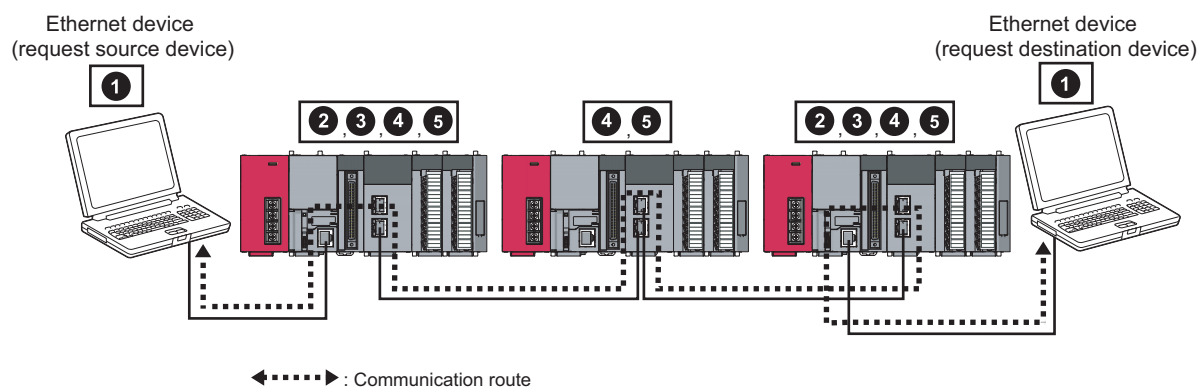 Ethernet device
(request source device)
1
Ethernet device
(request destination device)
1
2, 3, 4, 5
4, 5
2, 3, 4, 5
: Communication route